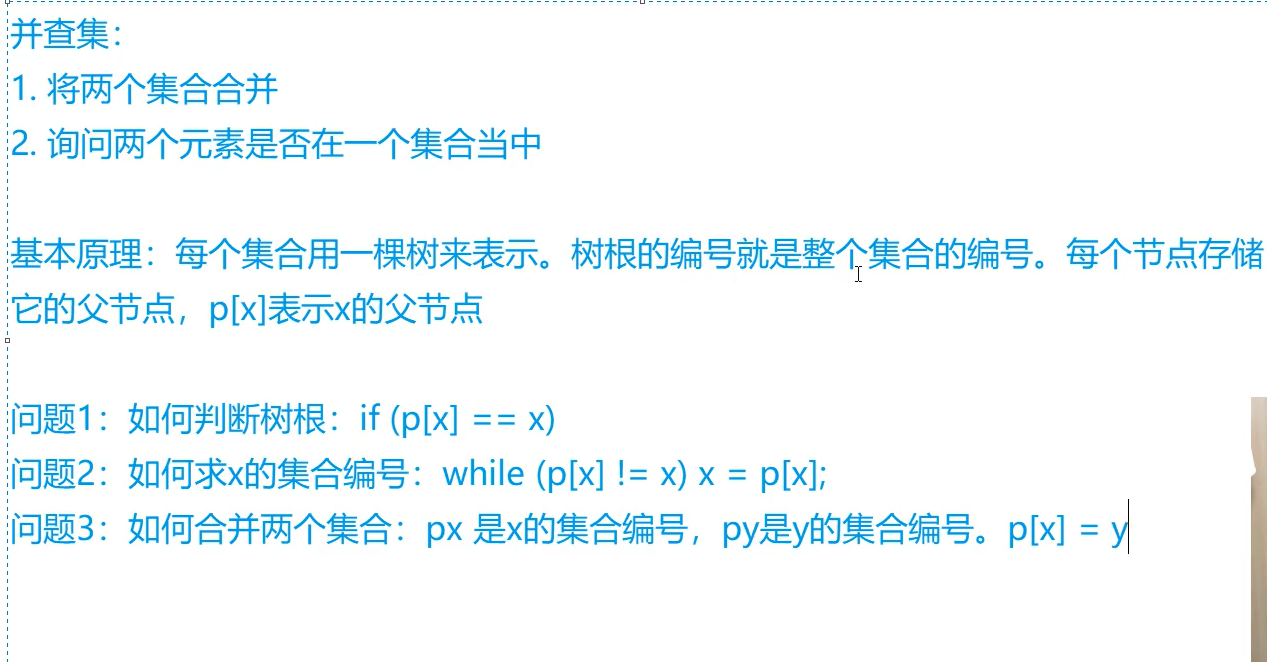 并查集：
1. 将两个集合合并
2. 询问两个元素是否在一个集合当中
基本原理：每个集合用一棵树来表示。树根的编号就是整个集合的编号。每个节点存储
它的父节点，p[x]表示x的父节点
问题1：如何判断树根：if (p[x] == x)
问题2：如何求x的集合编号：while (p[x] != x) x = p[x];
问题3：如何合并两个集合：px 是x的集合编号，py是y的集合编号。p[x] = y